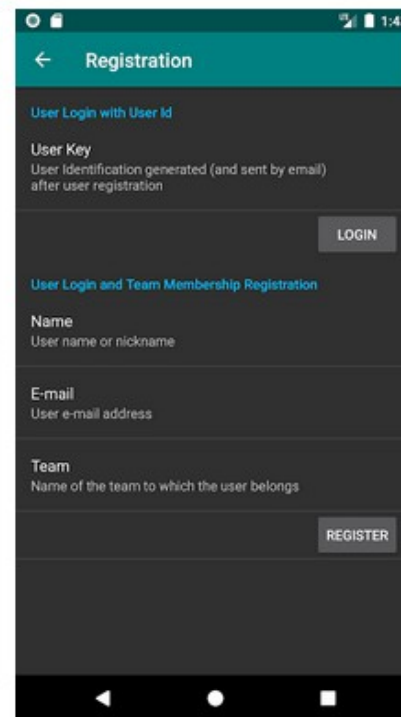 1:4
Registration
User Login with User Id
User Key
User Identification generated (and sent by email)
after user registration
LOGIN
User Login and Team Membership Registration
Name
User name or nickname
E-mail
User e-mail address
Team
Name of the team to which the user belongs
REGISTER